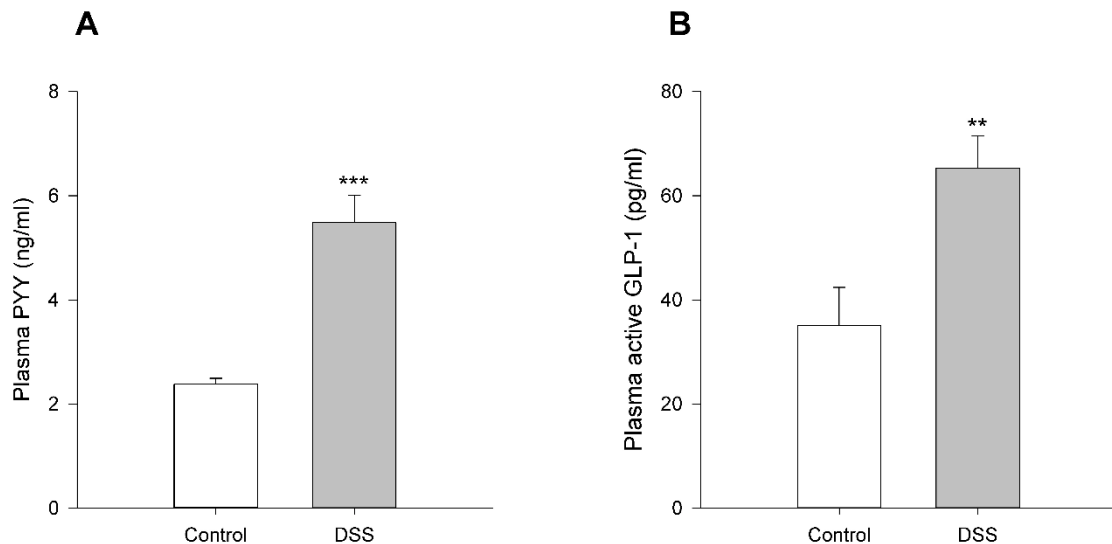 A
Plasma PYY (ng/ml)
8
6
4
2
0
***
Control
DSS
B
Plasma active GLP-1 (pg/ml)
80
60
40
20
0
**
Control
DSS